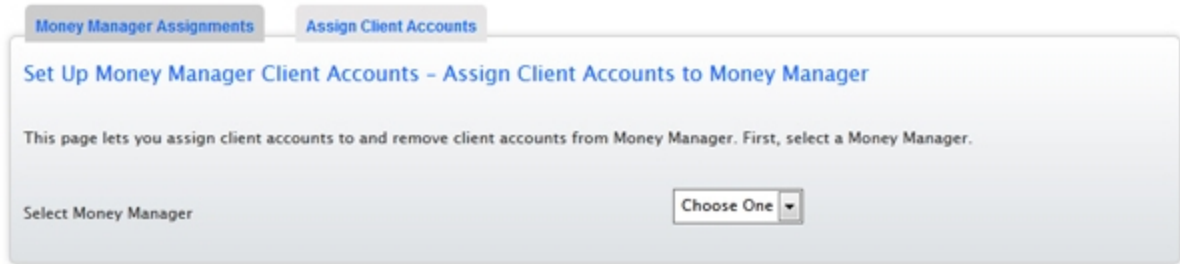 Money Manager Assignments Assign Client Accounts
Set Up Money Manager Client Accounts – Assign Client Accounts to Money Manager
This page lets you assign client accounts to and remove client accounts from Money Manager. First, select a Money Manager.
Select Money Manager Choose One